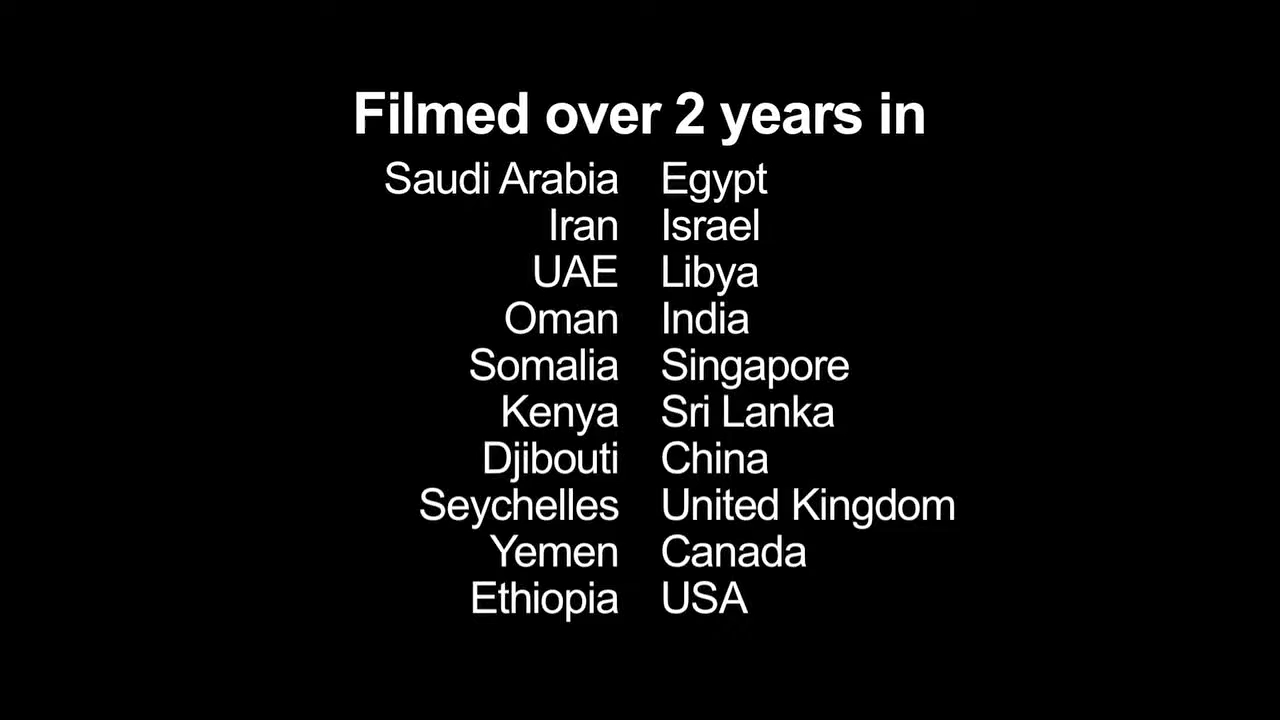 Filmed over 2 years in
Saudi Arabia Egypt
Iran Israel
UAE Libya
Oman India
Somalia Singapore
Kenya Sri Lanka
Djibouti China
Seychelles United Kingdom
Yemen Canada
Ethiopia USA